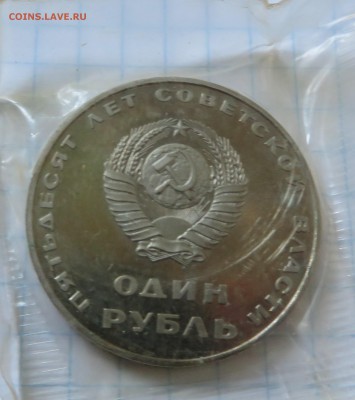 COINS.LAVE.RU
ПЯТЬДЕСЯТ ЛЕТ СОВЕТСКОЙ ВЛАСТИ
ОДИН
РУБЛЬ